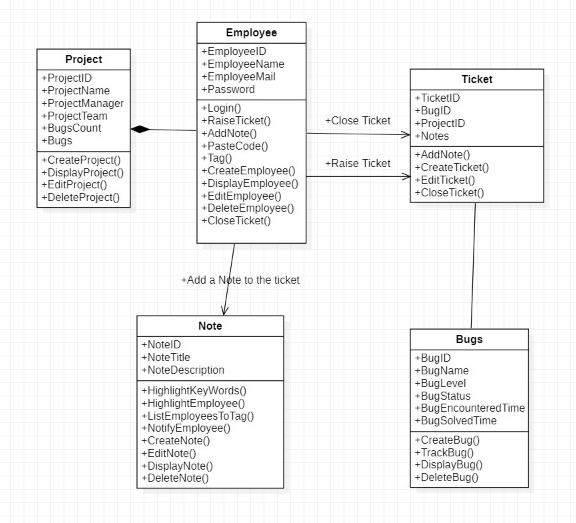 Project
+ProjectID
+ProjectName
+ProjectManager
+ProjectTeam
+BugsCount
+Bugs
+CreateProject()
+DisplayProject()
+EditProject()
+DeleteProject()
Employee
+EmployeeID
+EmployeeName
+EmployeeMail
+Password
+Login()
+RaiseTicket()
+AddNote()
+PasteCode()
+Tag()
+CreateEmployee()
+DisplayEmployee()
+EditEmployee()
+DeleteEmployee()
+CloseTicket()
+Close Ticket
+Raise Ticket
Ticket
+TicketID
+BugID
+ProjectID
+Notes
+AddNote()
+CreateTicket()
+EditTicket()
+CloseTicket()
+Add a Note to the ticket
Note
+NoteID
+NoteTitle
+NoteDescription
+HighlightKeyWords()
+HighlightEmployee()
+ListEmployeesToTag()
+NotifyEmployee()
+CreateNote()
+EditNote()
+DisplayNote()
+DeleteNote()
Bugs
+BugID
+BugName
+BugLevel
+BugStatus
+BugEncounteredTime
+BugSolvedTime
+CreateBug()
+TrackBug()
+DisplayBug()
+DeleteBug()